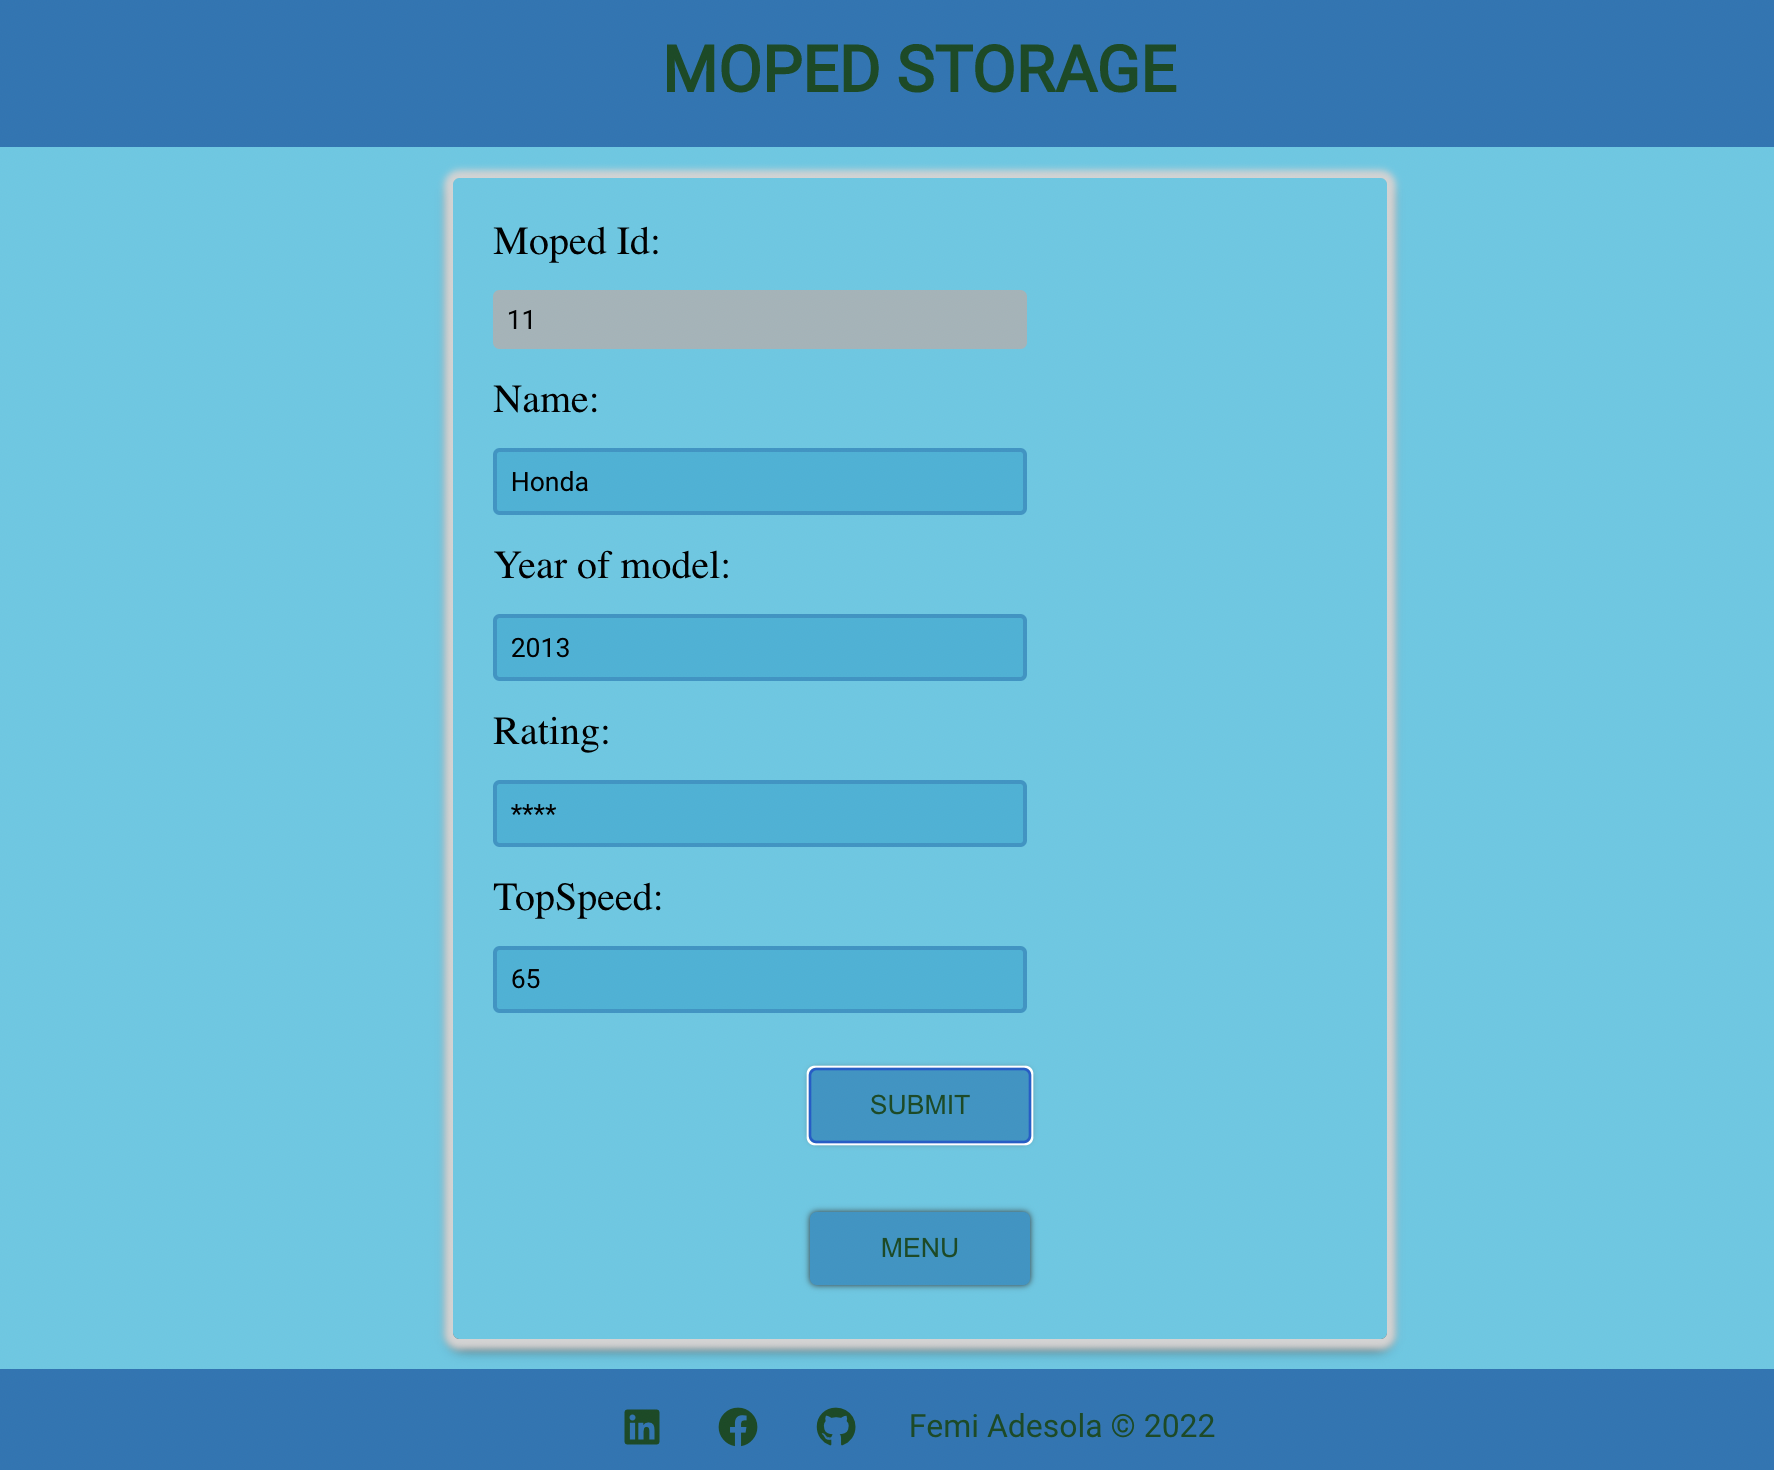 MOPED STORAGE
Moped Id:
11
Name:
Honda
Year of model:
2013
Rating:
****
TopSpeed:
65
SUBMIT
MENU
in
Femi Adesola © 2022